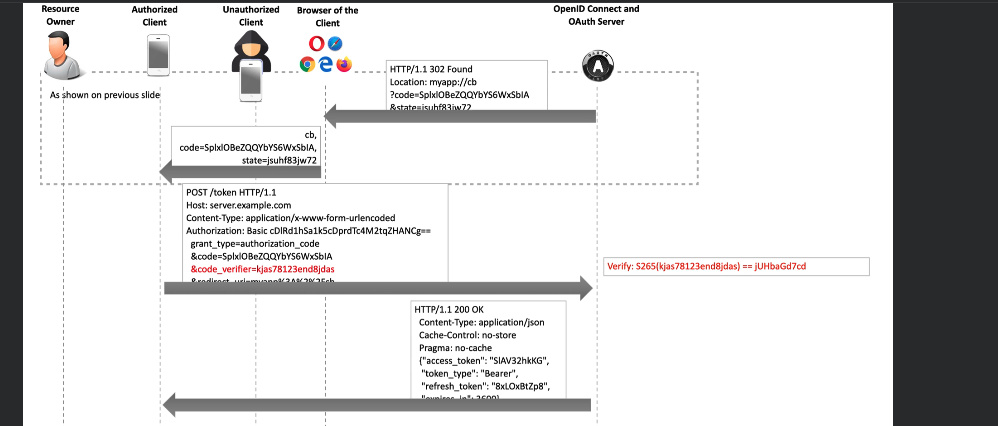 Resource
Owner
Authorized
Client
Unauthorized
Client
Browser of the
Client
OpenID Connect and
OAuth Server
As shown on previous slide
HTTP/1.1 302 Found
Location: myapp://cb
?code=SplxlOBeZQQYbYS6WxSbIA
&state=jsuhf83jw72
cb,
code=SplxlOBeZQQYbYS6WxSbIA,
state=jsuhf83jw72
POST /token HTTP/1.1
Host: server.example.com
Content-Type: application/x-www-form-urlencoded
Authorization: Basic cDlRd1hSa1k5cDprdTc4M2tqZHANCg==
grant_type=authorization_code
&code=SplxlOBeZQQYbYS6WxSbIA
&code_verifier=kjas78123end8jdas
&redirect_uri=myapp%3A%2F%2Fcb
Verify: S265(kjas78123end8jdas) == jUHbaGd7cd
HTTP/1.1 200 OK
Content-Type: application/json
Cache-Control: no-store
Pragma: no-cache
{"access_token": "SlAV32hkKG",
"token_type": "Bearer",
"refresh_token": "8xLOxBtZp8",
"expires_in": 3600}
A